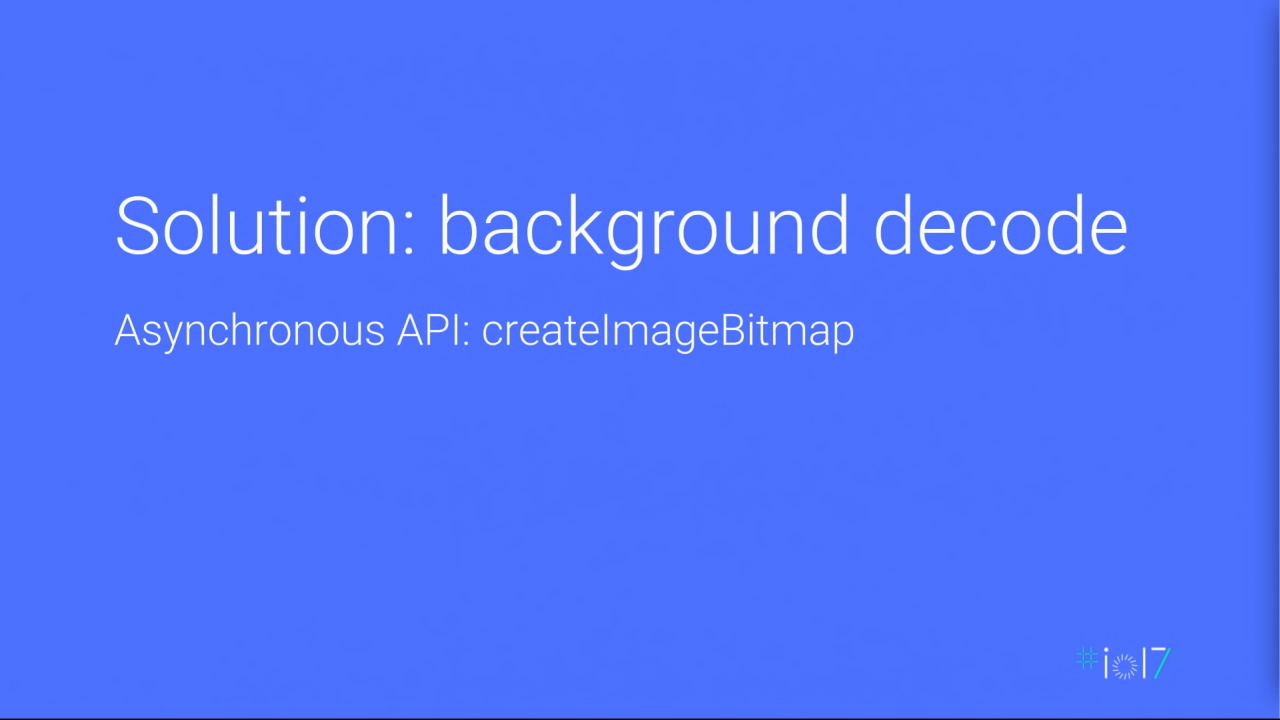 Solution: background decode
Asynchronous API: createImageBitmap
#io17